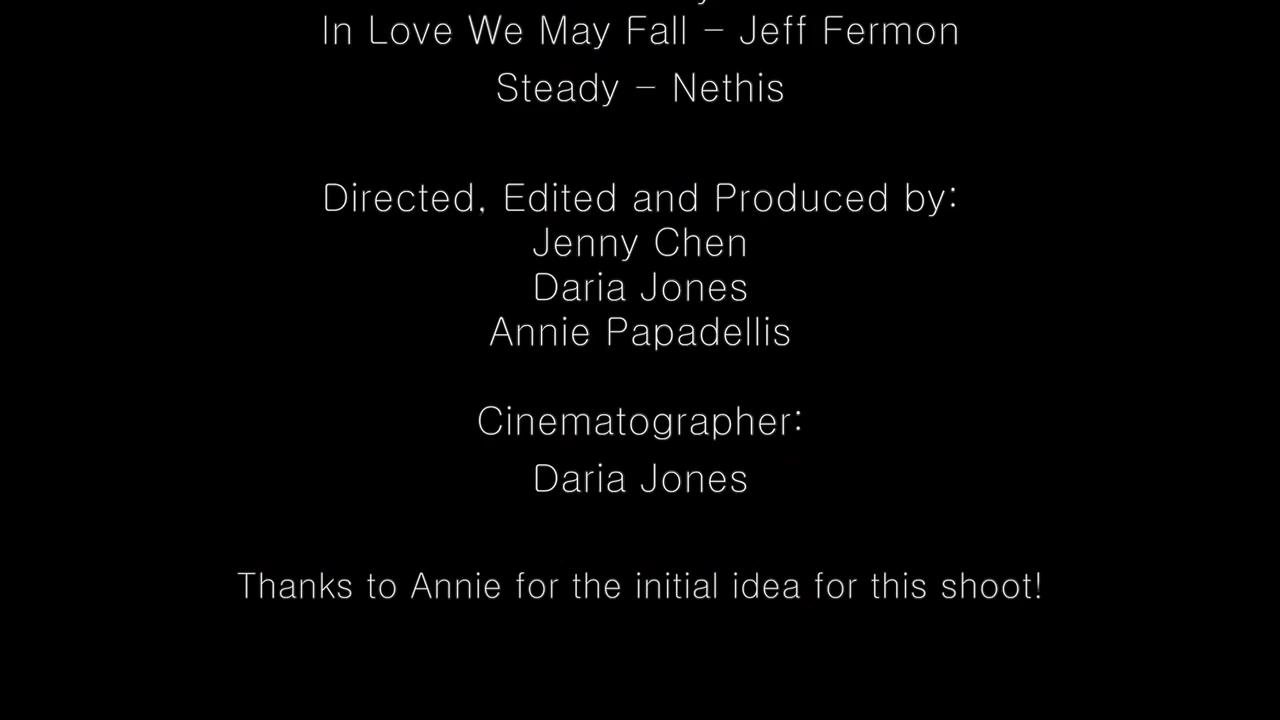 In Love We May Fall – Jeff Fermon
Steady – Nethis
Directed, Edited and Produced by:
Jenny Chen
Daria Jones
Annie Papadellis
Cinematographer:
Daria Jones
Thanks to Annie for the initial idea for this shoot!